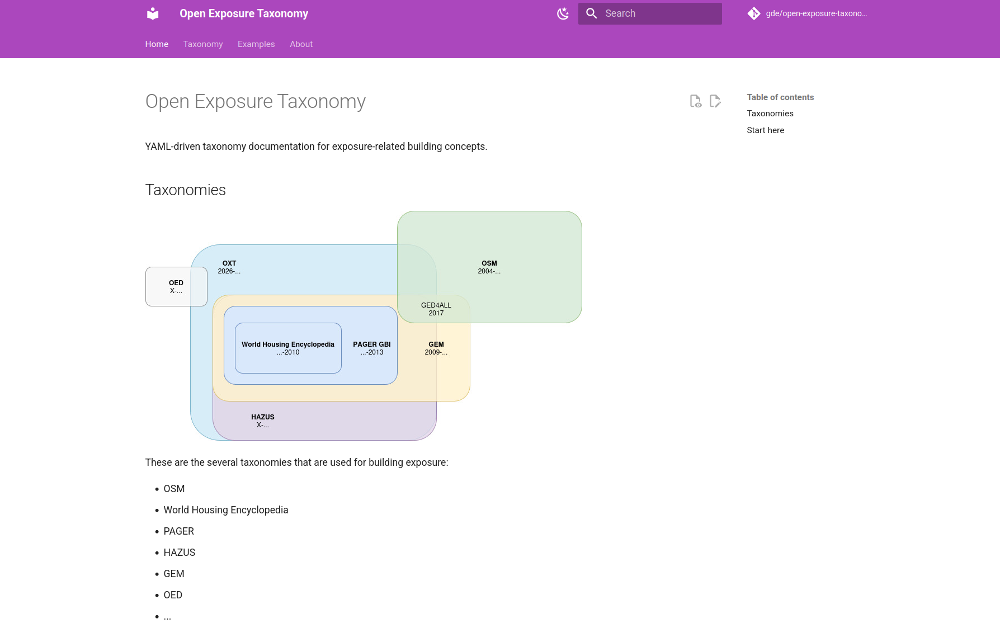 Open Exposure Taxonomy
Search
gde/open-exposure-taxono...
Home
Taxonomy
Examples
About
Open Exposure Taxonomy
Table of contents
Taxonomies
Start here
YAML-driven taxonomy documentation for exposure-related building concepts.
Taxonomies
OXT
2026-...
OSM
2004-...
OED
X-...
GED4ALL
2017
World Housing Encyclopedia
...-2010
PAGER GBI
...-2013
GEM
2009-...
HAZUS
X-...
These are the several taxonomies that are used for building exposure:
• OSM
• World Housing Encyclopedia
• PAGER
• HAZUS
• GEM
• OED
• ...